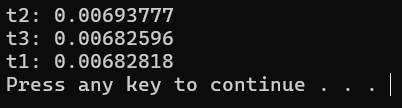 t2: 0.00693777
t3: 0.00682596
t1: 0.00682818
Press any key to continue . . .